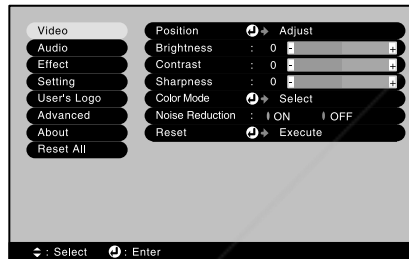 Video
Audio
Effect
Setting
User's Logo
Advanced
About
Reset All
Position Adjust
Brightness : 0 - +
Contrast : 0 - +
Sharpness : 0 - +
Color Mode Select
Noise Reduction : ON OFF
Reset Execute
: Select : Enter